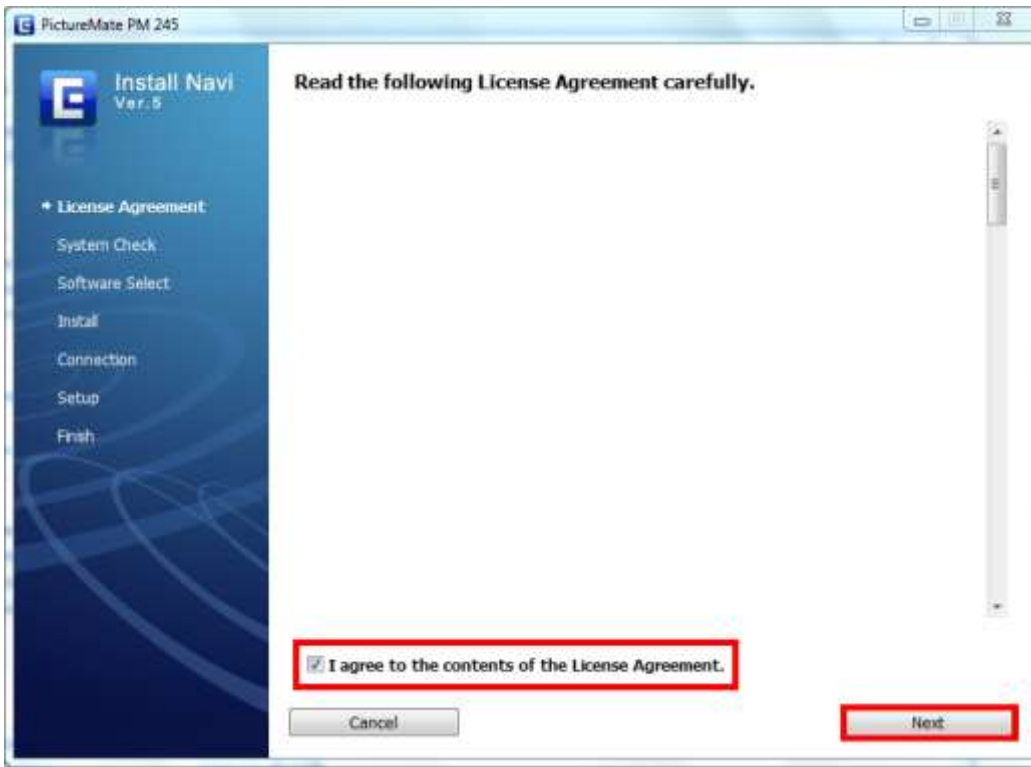 PictureMate PM 245
Install Navi
Ver.5
License Agreement
System Check
Software Select
Install
Connection
Setup
Finish
Read the following License Agreement carefully.
I agree to the contents of the License Agreement.
Cancel
Next